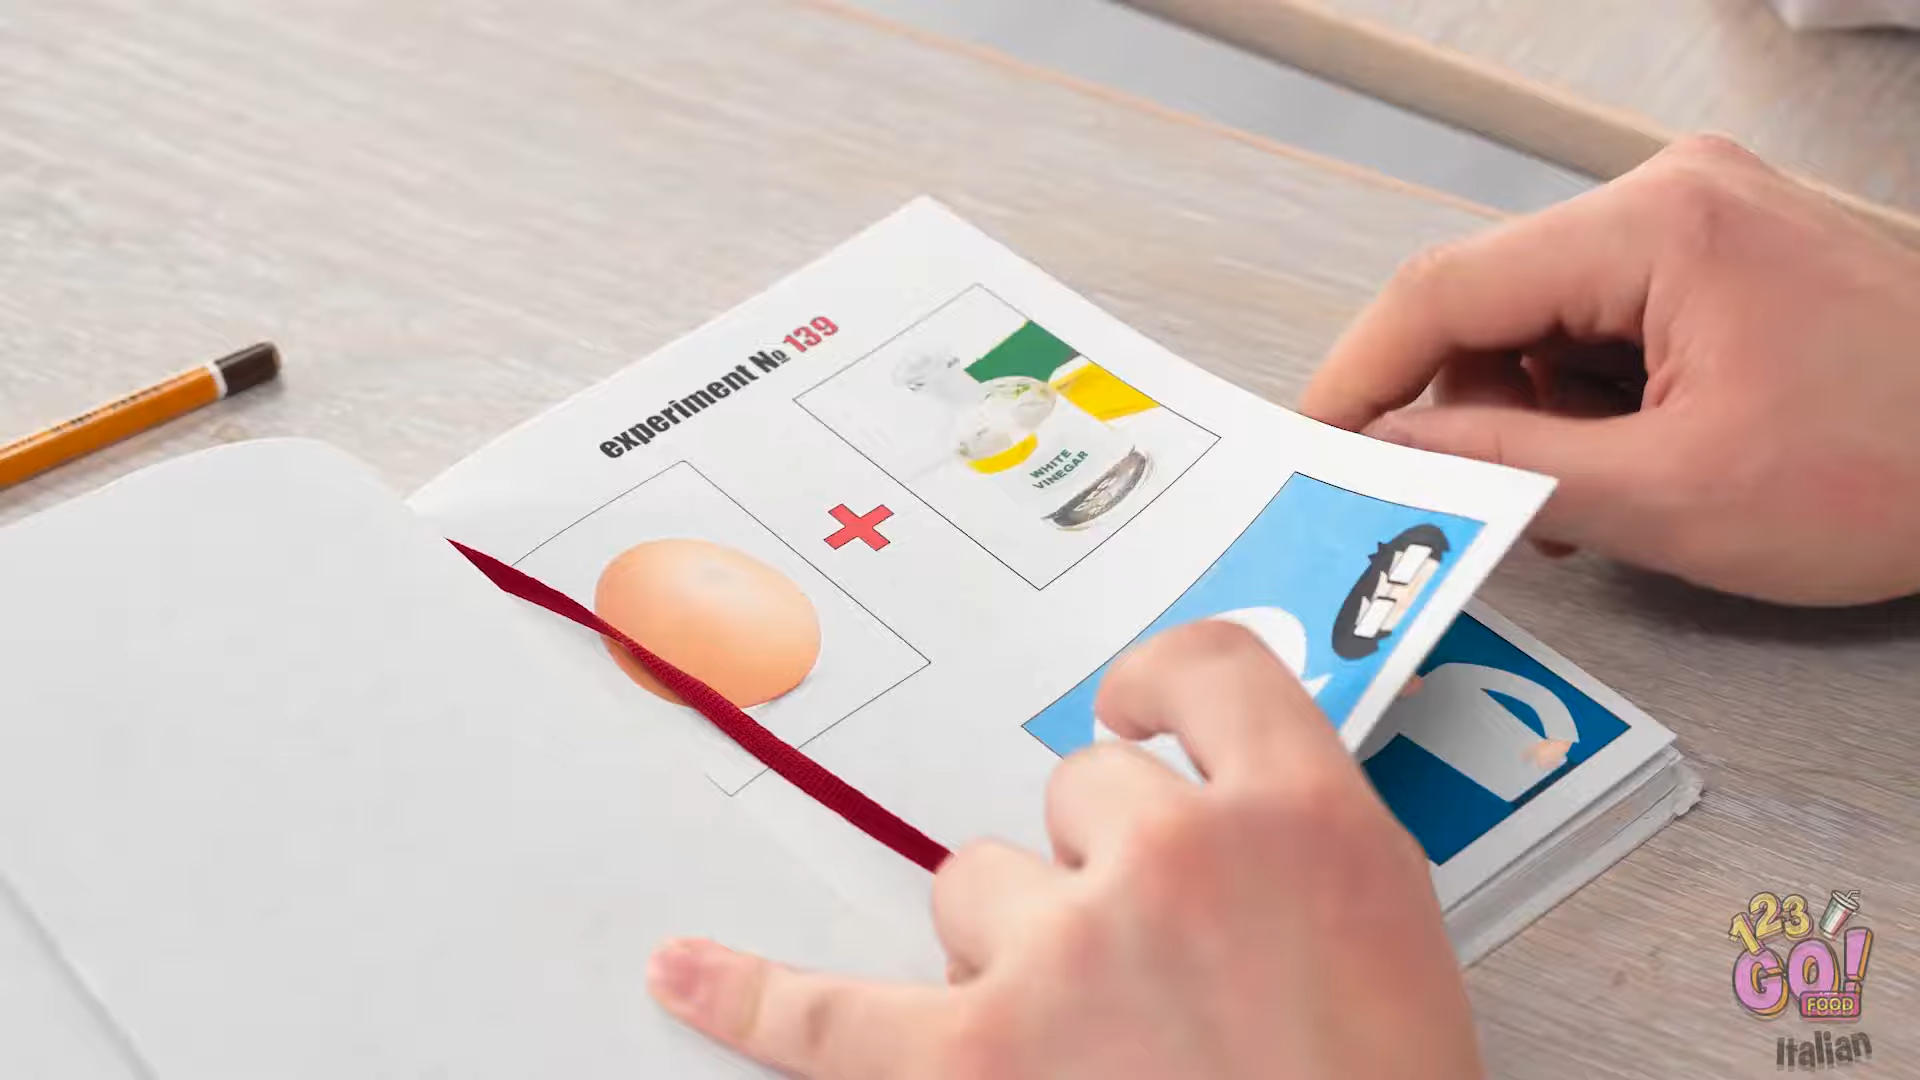 experiment № 139
WHITE
VINEGAR
123
GO!
FOOD
Italian